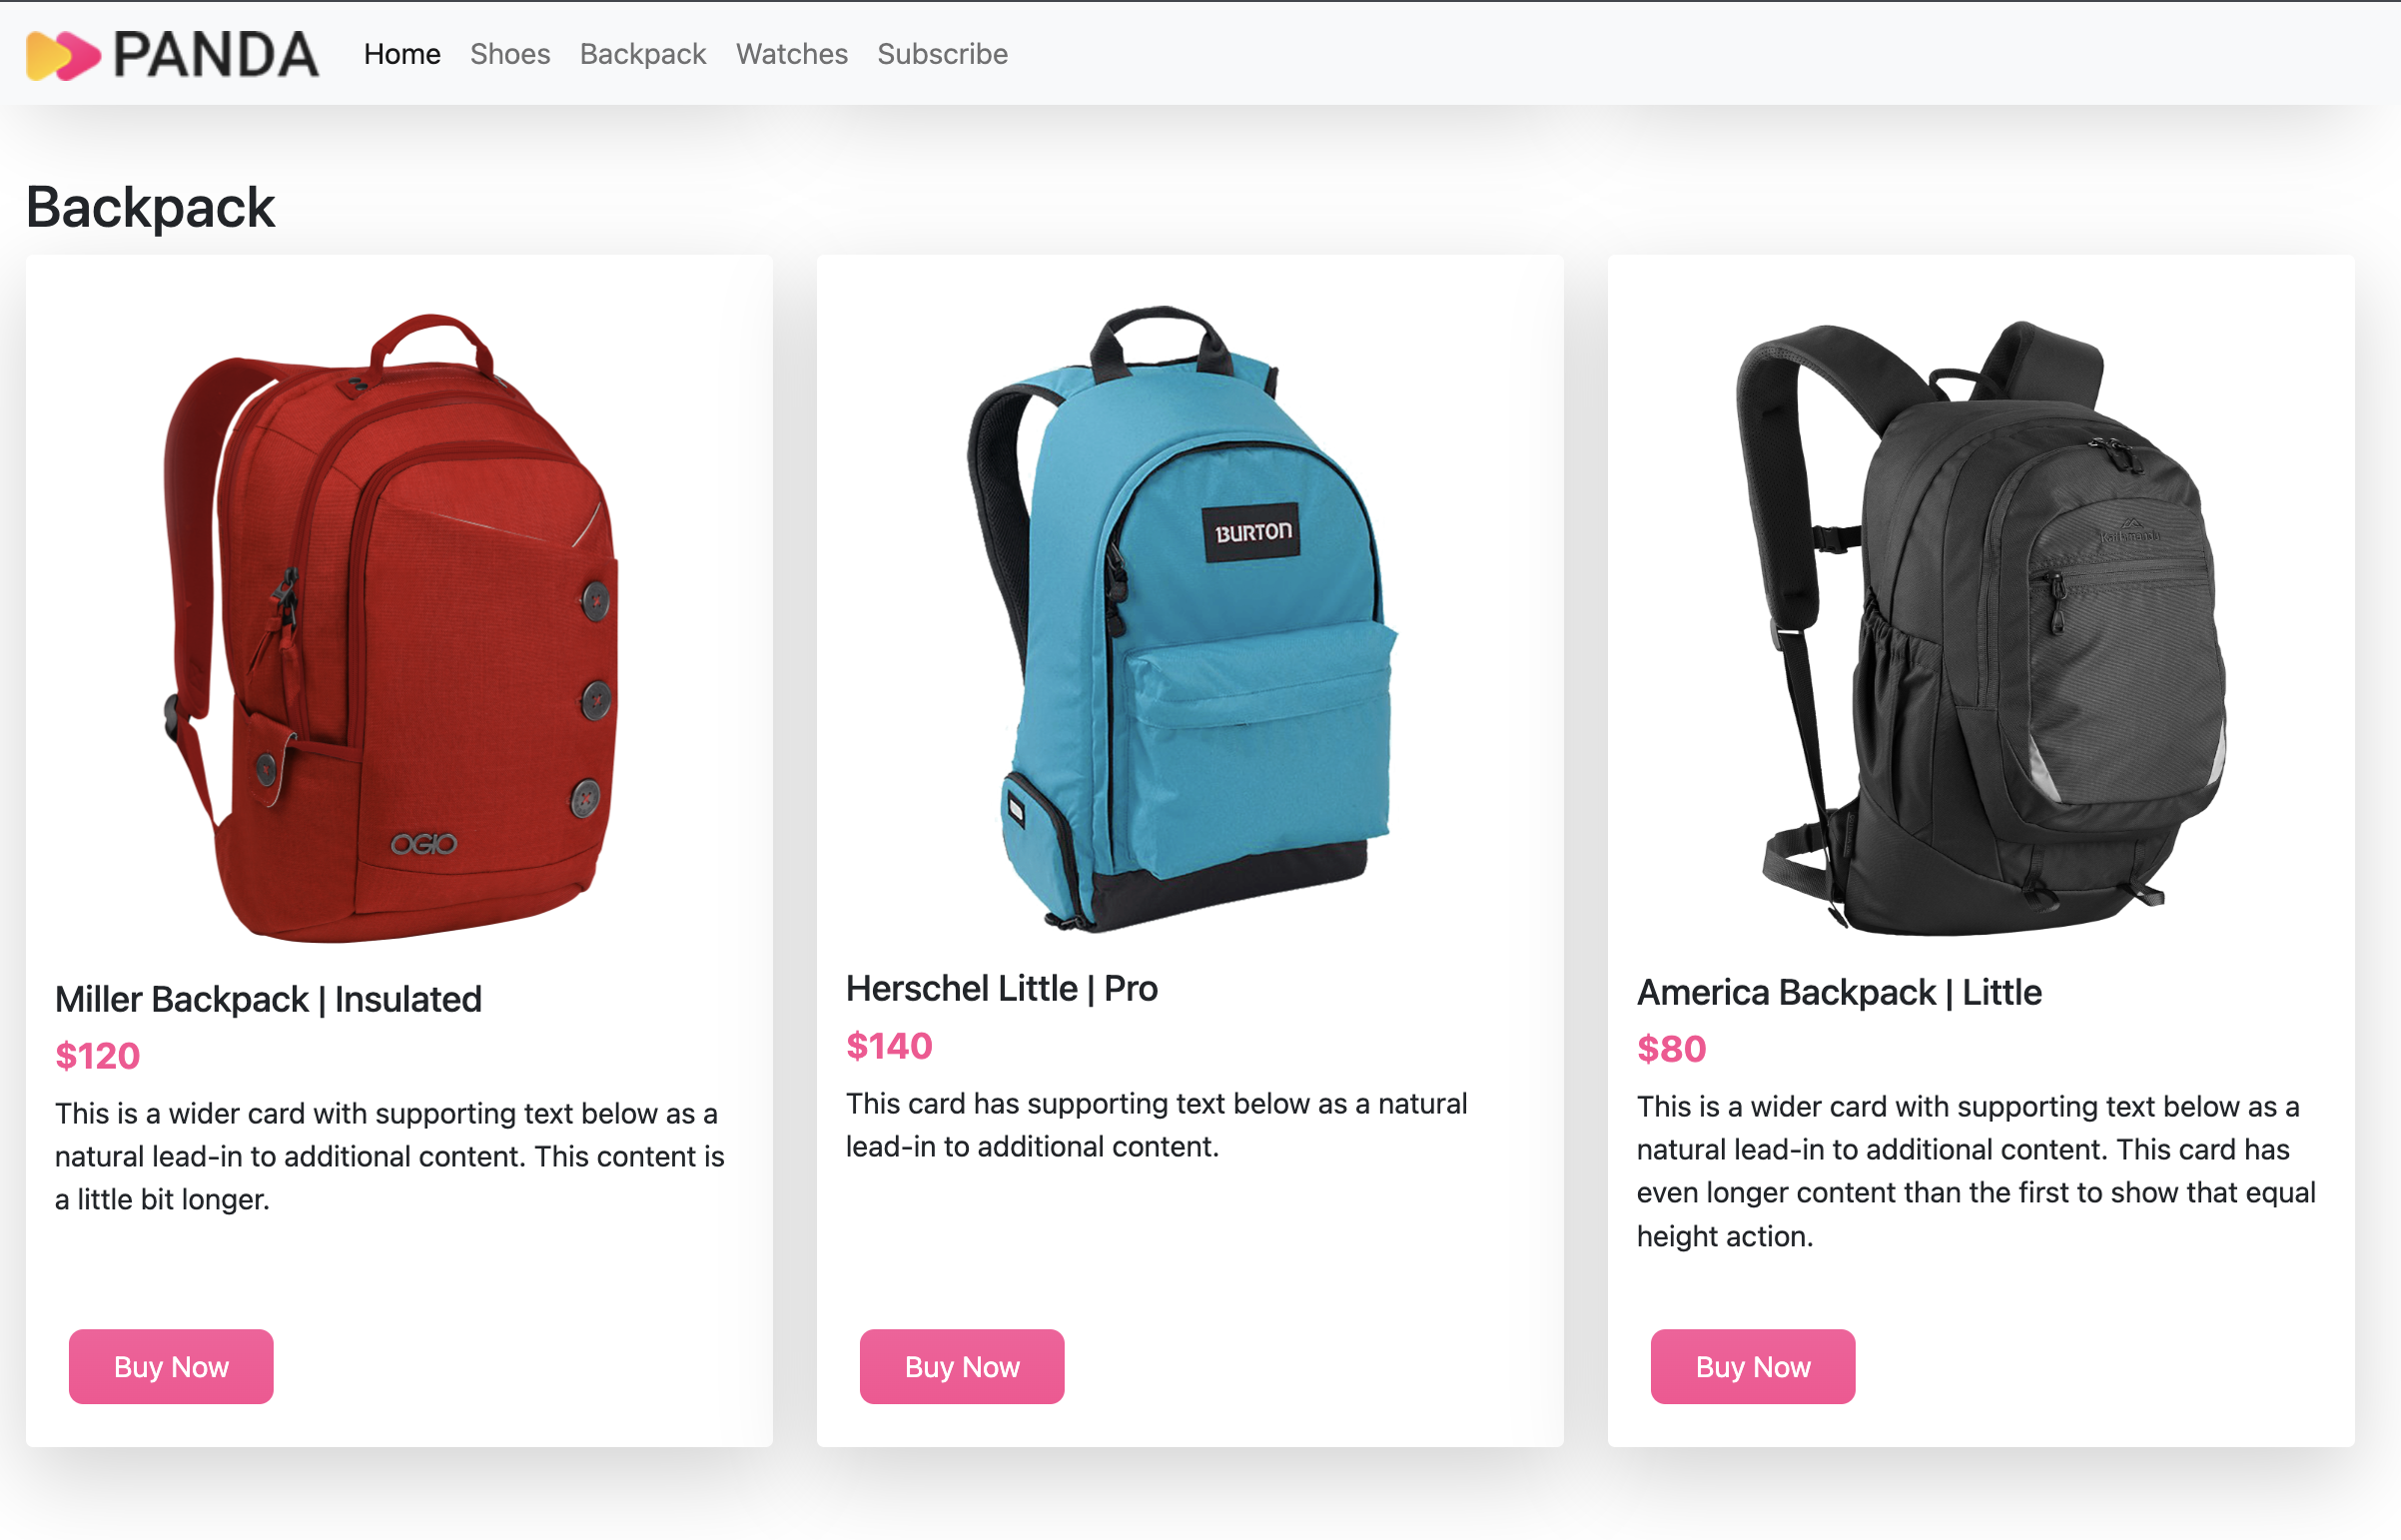 PANDA
Home Shoes Backpack Watches Subscribe
Backpack
BURTON
OGIO
Miller Backpack | Insulated
$120
This is a wider card with supporting text below as a
natural lead-in to additional content. This content is
a little bit longer.
Buy Now
Herschel Little | Pro
$140
This card has supporting text below as a natural
lead-in to additional content.
Buy Now
America Backpack | Little
$80
This is a wider card with supporting text below as a
natural lead-in to additional content. This card has
even longer content than the first to show that equal
height action.
Buy Now